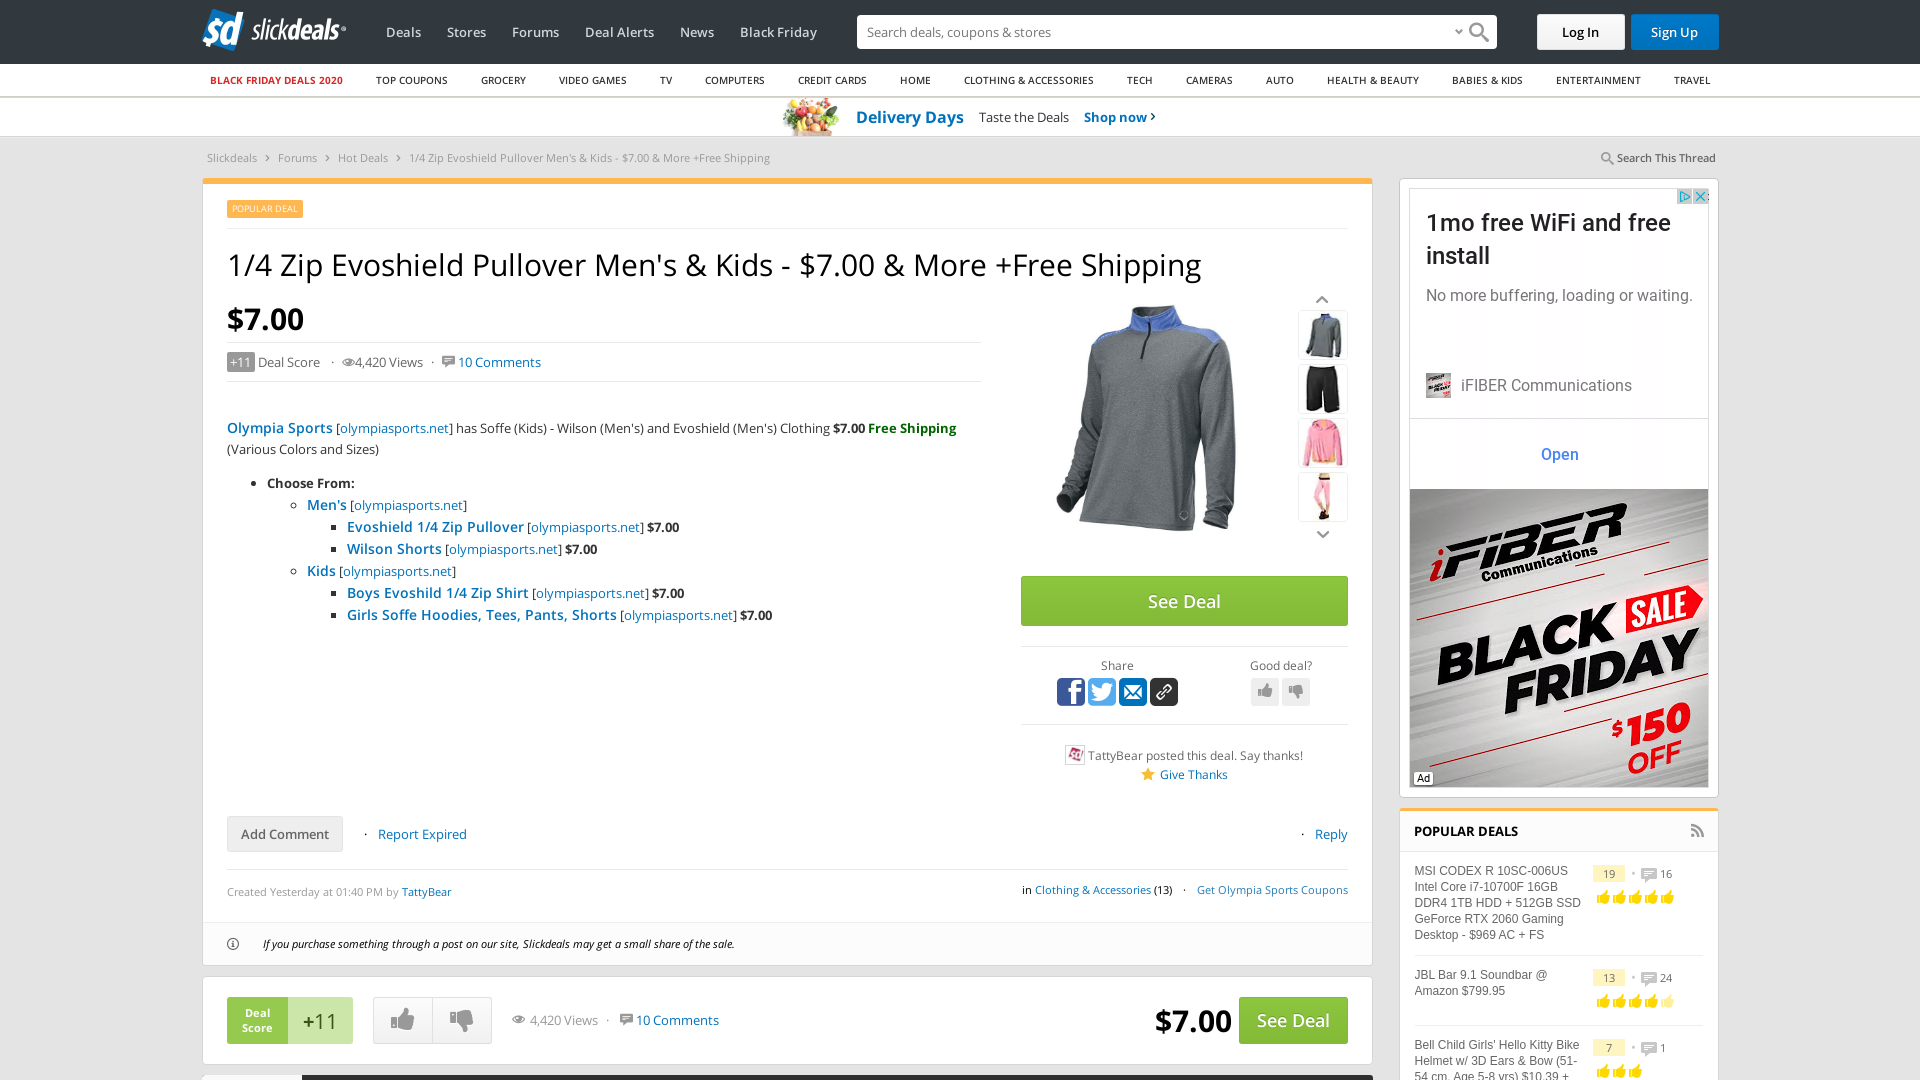 slickdeals
Deals
Stores
Forums
Deal Alerts
News
Black Friday
Search deals, coupons & stores
Log In
Sign Up
BLACK FRIDAY DEALS 2020
TOP COUPONS
GROCERY
VIDEO GAMES
TV
COMPUTERS
CREDIT CARDS
HOME
CLOTHING & ACCESSORIES
TECH
CAMERAS
AUTO
HEALTH & BEAUTY
BABIES & KIDS
ENTERTAINMENT
TRAVEL
Delivery Days Taste the Deals Shop now
Slickdeals > Forums > Hot Deals > 1/4 Zip Evoshield Pullover Men's & Kids - $7.00 & More +Free Shipping
Search This Thread
POPULAR DEAL
1/4 Zip Evoshield Pullover Men's & Kids - $7.00 & More +Free Shipping
$7.00
+11 Deal Score · 4,420 Views · 10 Comments
Olympia Sports [olympiasports.net] has Soffe (Kids) - Wilson (Men's) and Evoshield (Men's) Clothing $7.00 Free Shipping
(Various Colors and Sizes)
Choose From:
Men's [olympiasports.net]
Evoshield 1/4 Zip Pullover [olympiasports.net] $7.00
Wilson Shorts [olympiasports.net] $7.00
Kids [olympiasports.net]
Boys Evoshild 1/4 Zip Shirt [olympiasports.net] $7.00
Girls Soffe Hoodies, Tees, Pants, Shorts [olympiasports.net] $7.00
See Deal
Share
Good deal?
TattyBear posted this deal. Say thanks!
Give Thanks
Add Comment
· Report Expired
· Reply
Created Yesterday at 01:40 PM by TattyBear
in Clothing & Accessories (13) · Get Olympia Sports Coupons
If you purchase something through a post on our site, Slickdeals may get a small share of the sale.
Deal
Score
+11
4,420 Views · 10 Comments
$7.00
See Deal
1mo free WiFi and free
install
No more buffering, loading or waiting.
iFIBER Communications
Open
iFIBER
Communications
BLACK
SALE
FRIDAY
$150
OFF
Ad
POPULAR DEALS
MSI CODEX R 10SC-006US
Intel Core i7-10700F 16GB
DDR4 1TB HDD + 512GB SSD
GeForce RTX 2060 Gaming
Desktop - $969 AC + FS
19 • 16
JBL Bar 9.1 Soundbar @
Amazon $799.95
13 • 24
Bell Child Girls' Hello Kitty Bike
Helmet w/ 3D Ears & Bow (51-
54 cm, Age 5-8 yrs) $10.39 +
7 • 1